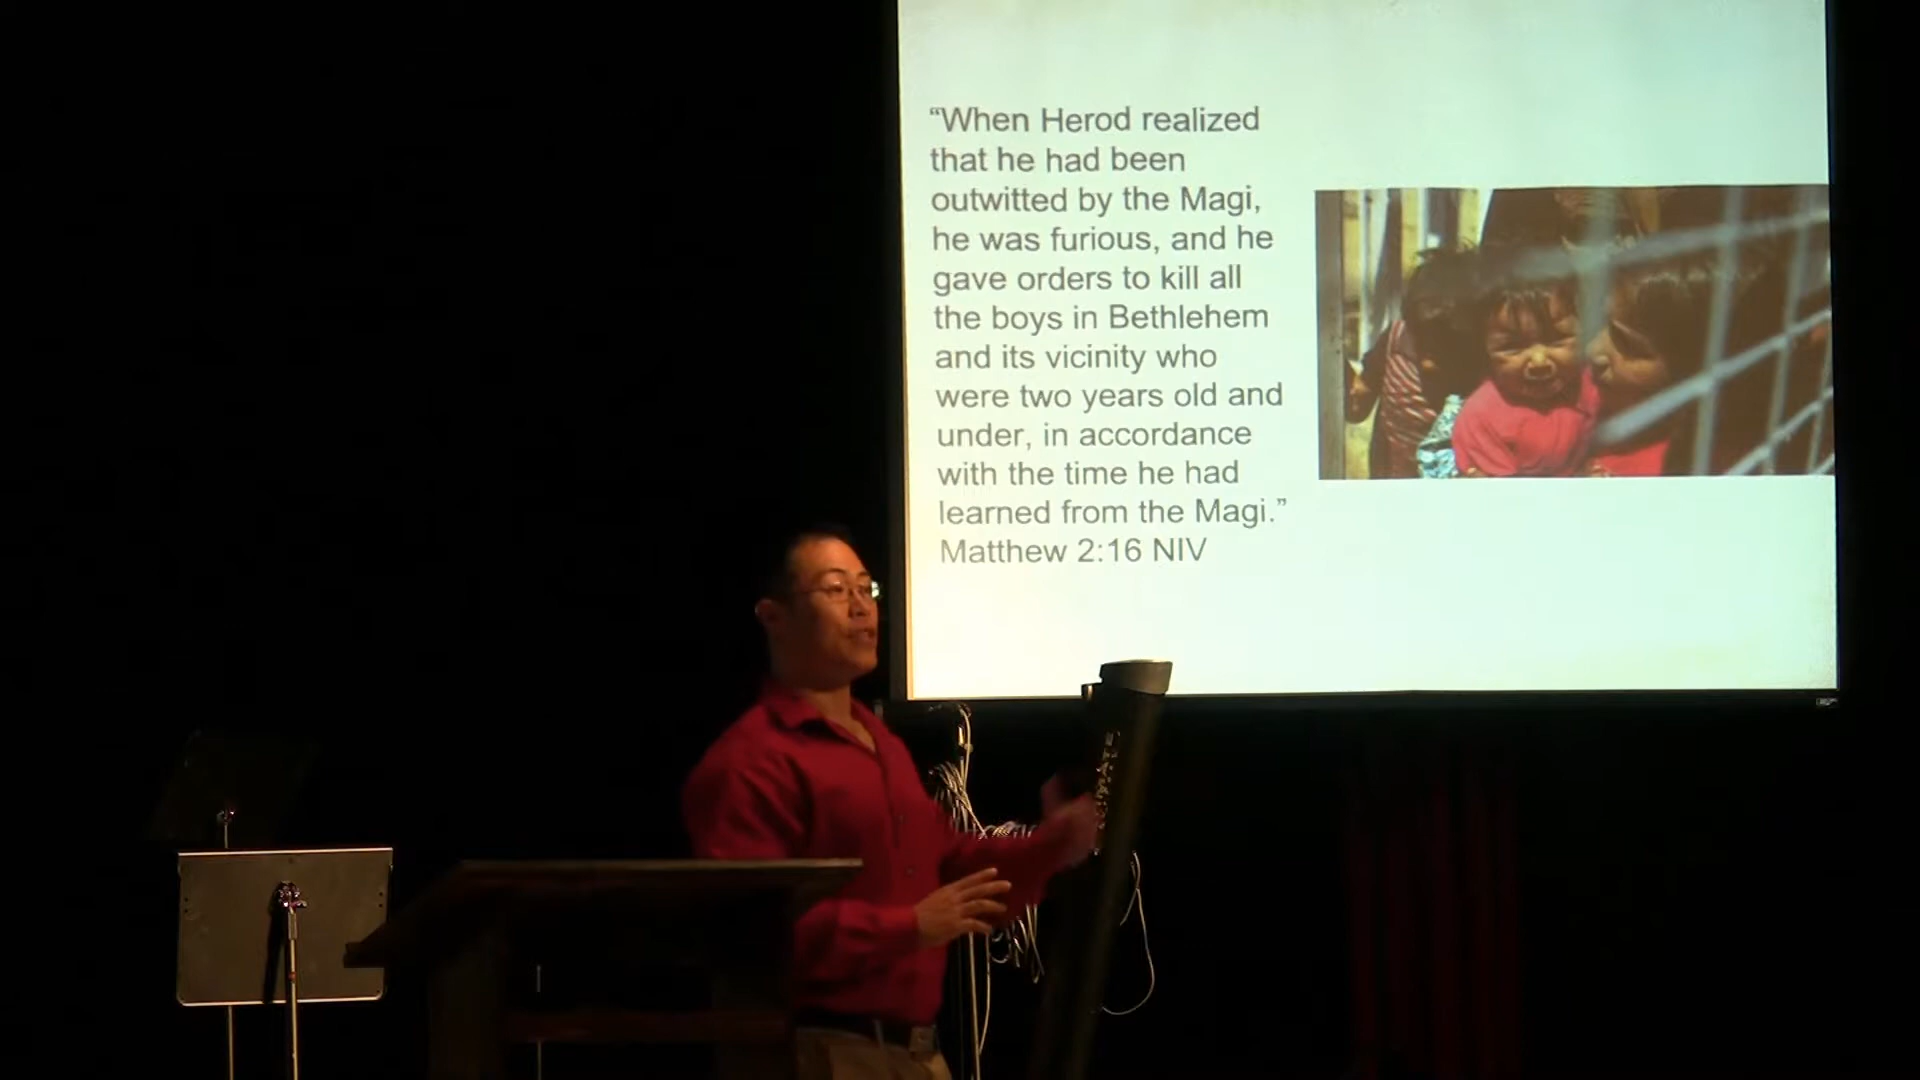 “When Herod realized
that he had been
outwitted by the Magi,
he was furious, and he
gave orders to kill all
the boys in Bethlehem
and its vicinity who
were two years old and
under, in accordance
with the time he had
learned from the Magi.”
Matthew 2:16 NIV